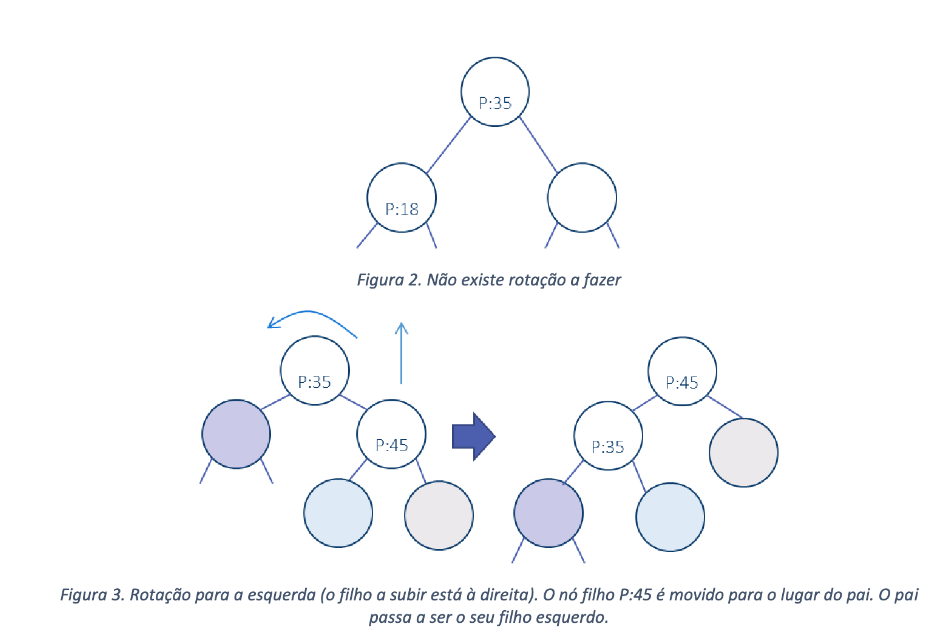 P:35
P:18
Figura 2. Não existe rotação a fazer
P:35
P:45
P:45
P:35
Figura 3. Rotação para a esquerda (o filho a subir está à direita). O nó filho P:45 é movido para o lugar do pai. O pai
passa a ser o seu filho esquerdo.